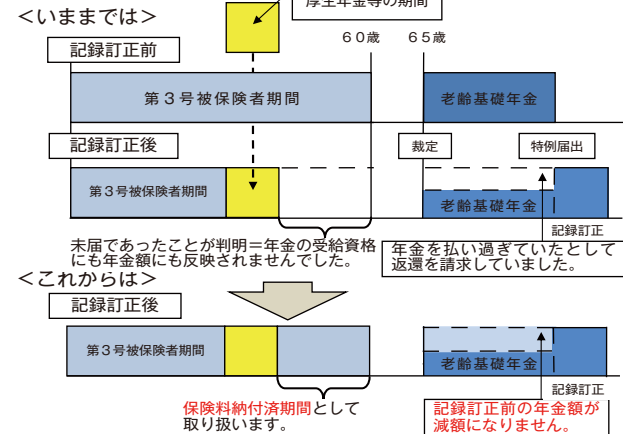 ＜いままでは＞
厚生年金等の期間
記録訂正前
６０歳　６５歳
第３号被保険者期間
老齢基礎年金
記録訂正後
裁定
特例届出
第３号被保険者期間
老齢基礎年金
記録訂正
未届であったことが判明＝年金の受給資格
にも年金額にも反映されませんでした。
年金を払い過ぎていたとして
返還を請求していました。
＜これからは＞
記録訂正後
第３号被保険者期間
老齢基礎年金
記録訂正
保険料納付済期間として
取り扱います。
記録訂正前の年金額が
減額になりません。